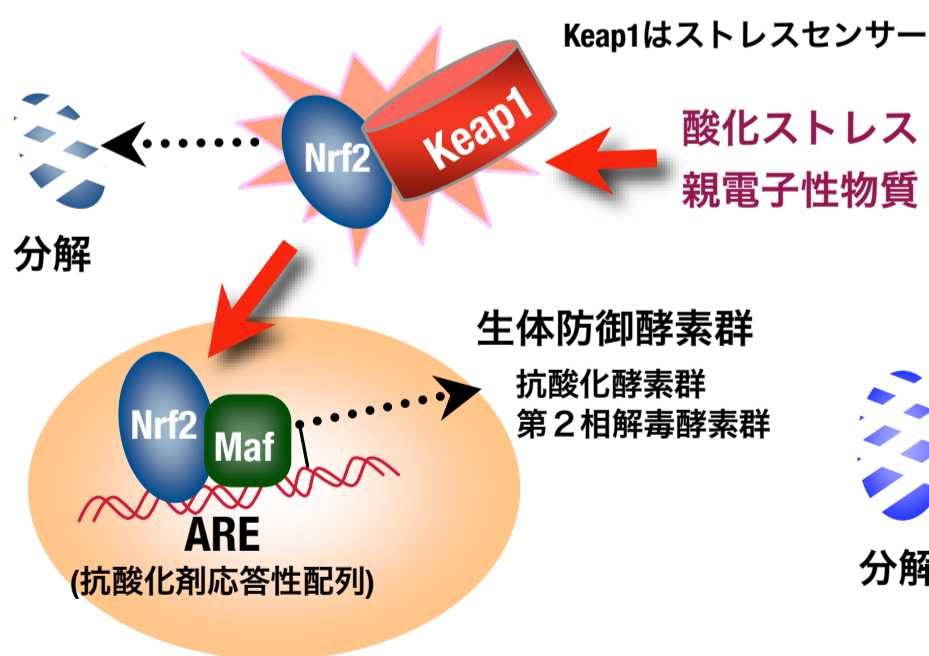 Keap1はストレスセンサー
Nrf2
Keap1
酸化ストレス
親電子性物質
分解
生体防御酵素群
抗酸化酵素群
第２相解毒酵素群
Nrf2
Maf
ARE
(抗酸化剤応答性配列)
分解